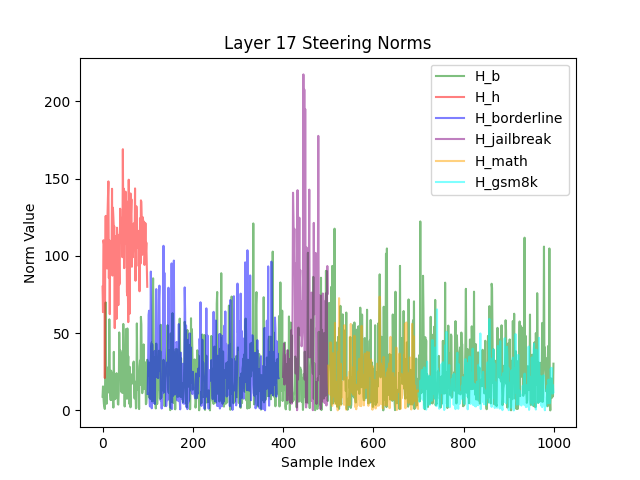 Layer 17 Steering Norms
H_b
H_h
H_borderline
H_jailbreak
H_math
H_gsm8k
Norm Value
200
150
100
50
0
0 200 400 600 800 1000
Sample Index